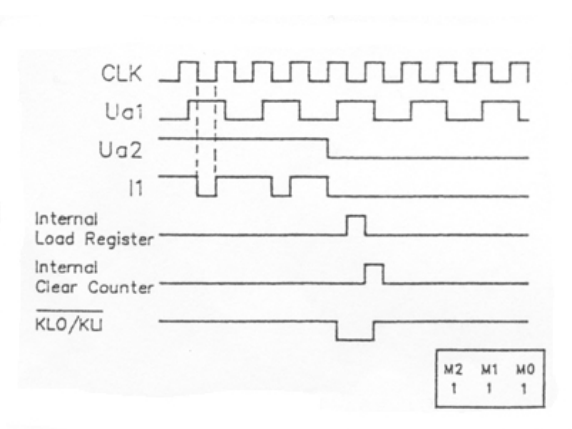 CLK
Ua1
Ua2
I1
Internal
Load Register
Internal
Clear Counter
KLO/KLI
M2 M1 M0
1 1 1